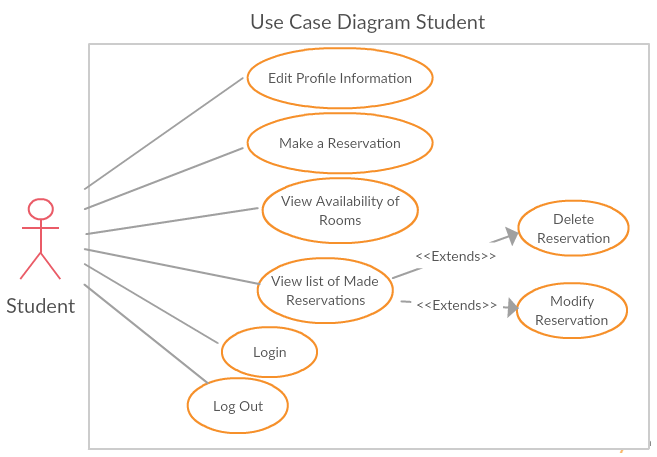 Use Case Diagram Student
Edit Profile Information
Make a Reservation
View Availability of
Rooms
Delete
Reservation
<<Extends>>
View list of Made
Reservations
<<Extends>>
Modify
Reservation
Student
Login
Log Out